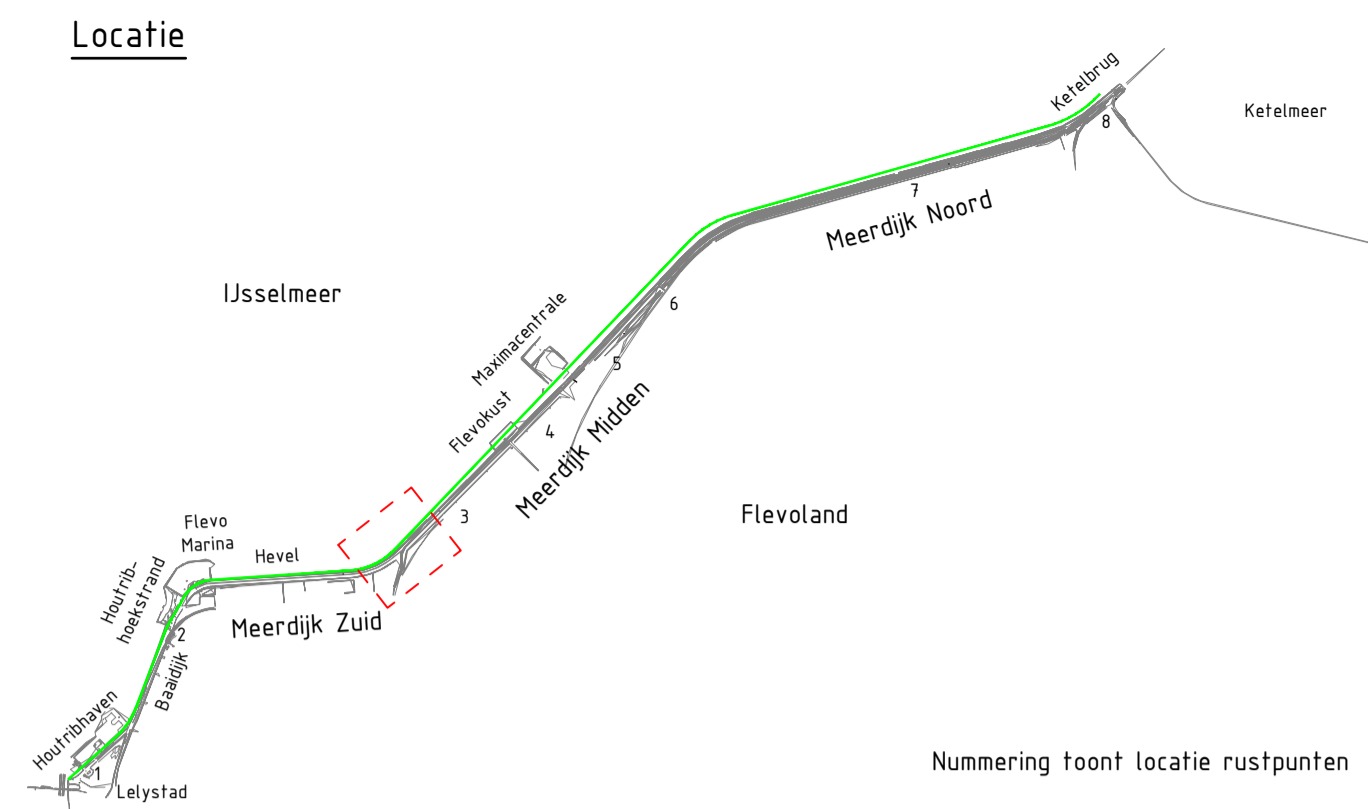 Locatie
Ketelbrug
Ketelmeer
8
7
Meerdijk Noord
IJsselmeer
6
Maximacentrale
5
Flevokust
4
Meerdijk Midden
3
Flevoland
Flevo
Marina
Hevel
Houtrib-
hoekstrand
Meerdijk Zuid
2
Baaidijk
Houtribhaven
1
Lelystad
Nummering toont locatie rustpunten